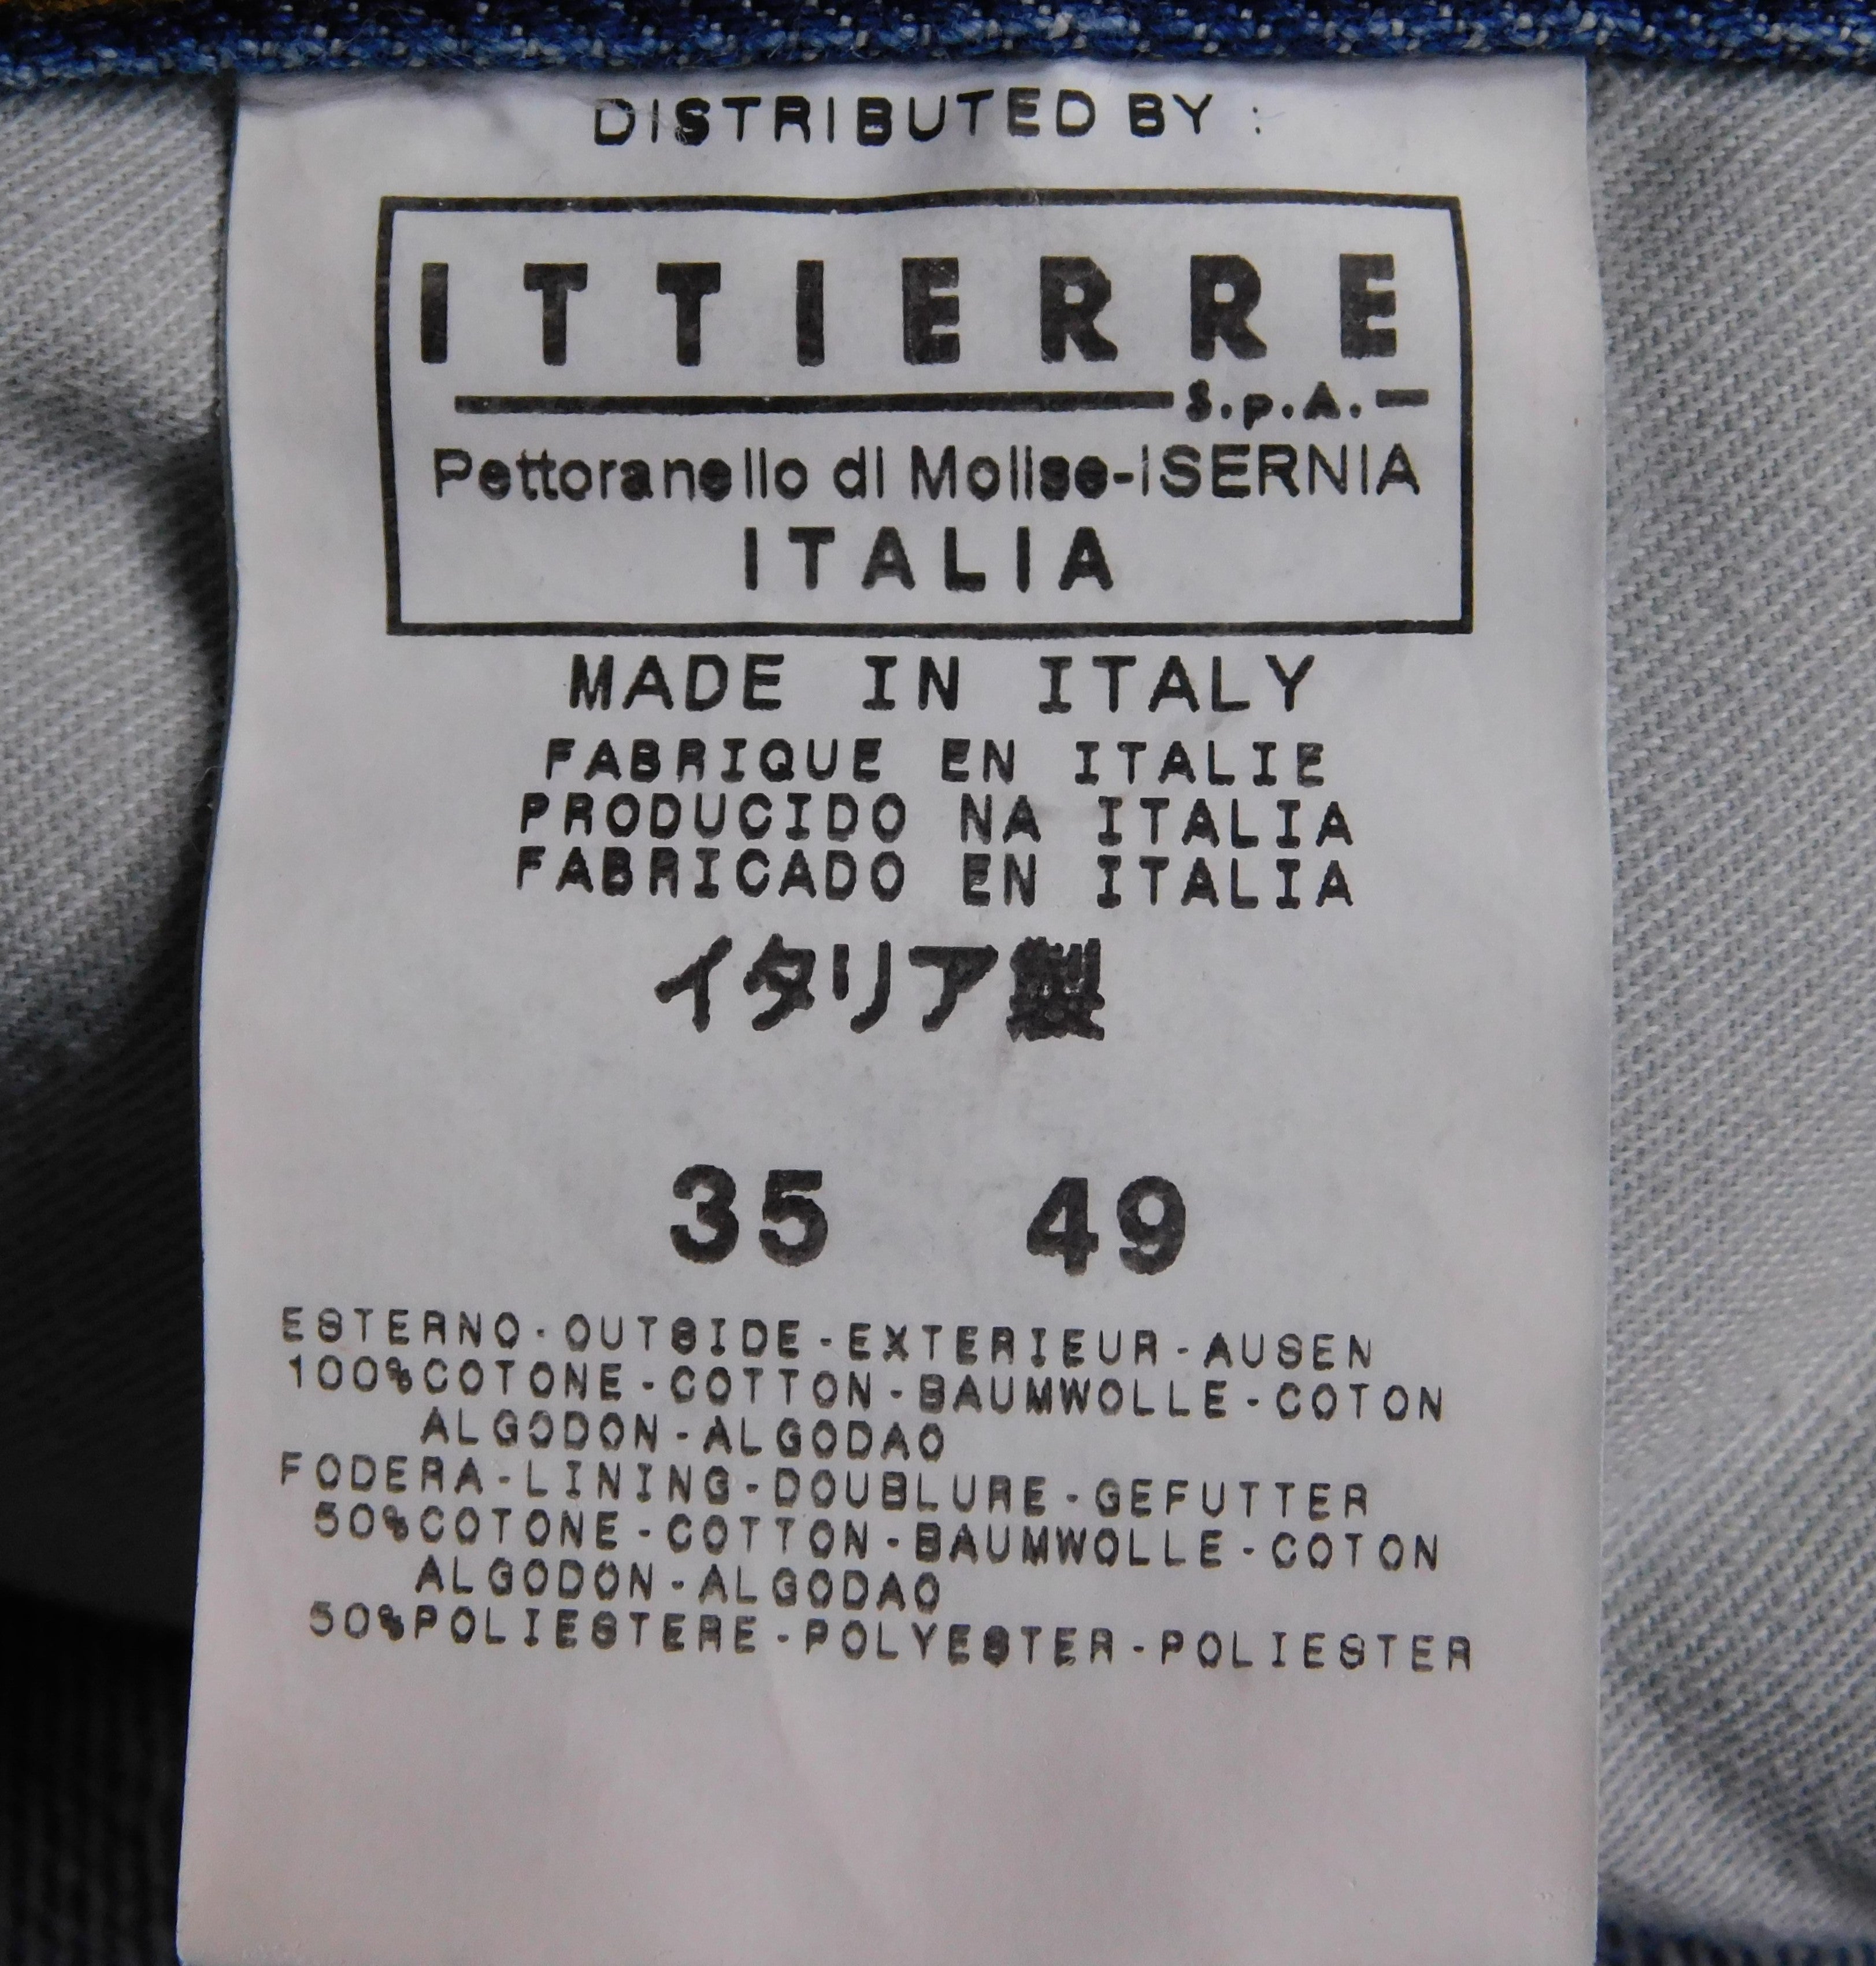 DISTRIBUTED BY :
ITTIERRE
S.p.A.
Pettoranello di Molise-ISERNIA
ITALIA
MADE IN ITALY
FABRIQUE EN ITALIE
PRODUCIDO NA ITALIA
FABRICADO EN ITALIA
イタリア製
35 49
ESTERNO-OUTSIDE-EXTERIEUR-AUSEN
100%COTONE-COTTON-BAUMWOLLE-COTON
ALGODON-ALGODAO
FODERA-LINING-DOUBLURE-GEFUTTER
50%COTONE-COTTON-BAUMWOLLE-COTON
ALGODON-ALGODAO
50%POLIESTERE-POLYESTER-POLIESTER